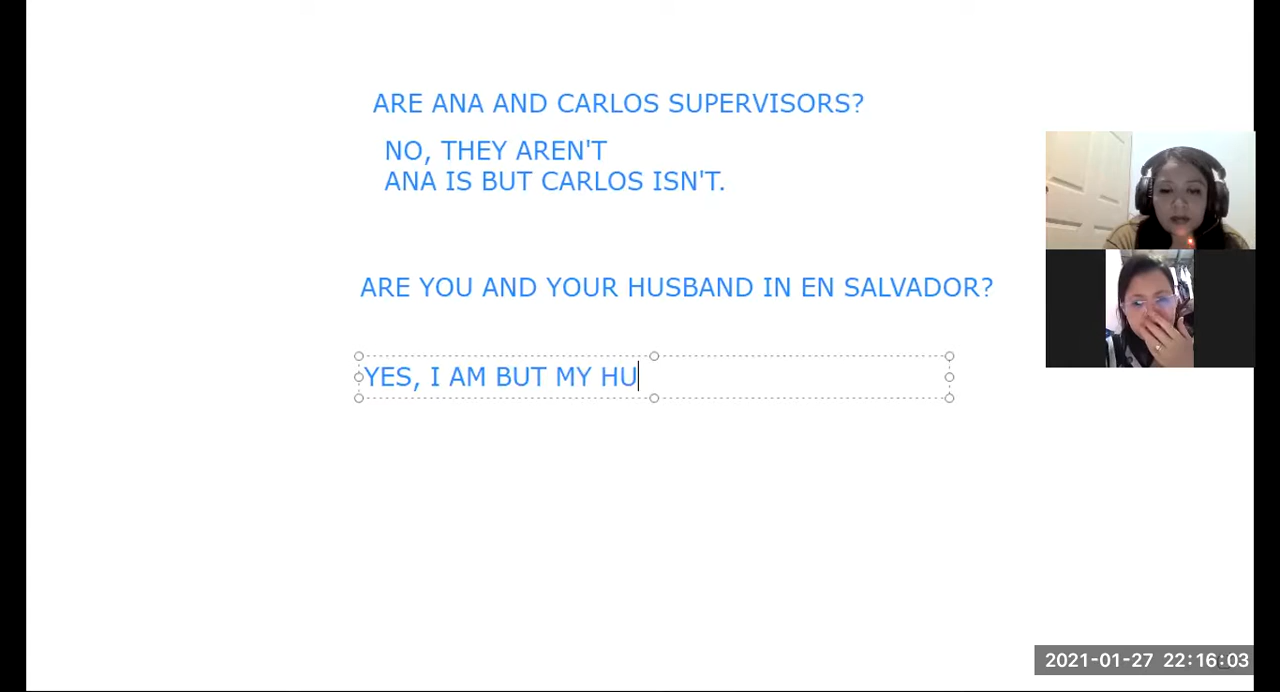 ARE ANA AND CARLOS SUPERVISORS?
NO, THEY AREN'T
ANA IS BUT CARLOS ISN'T.
ARE YOU AND YOUR HUSBAND IN EN SALVADOR?
YES, I AM BUT MY HU
2021-01-27 22:16:03